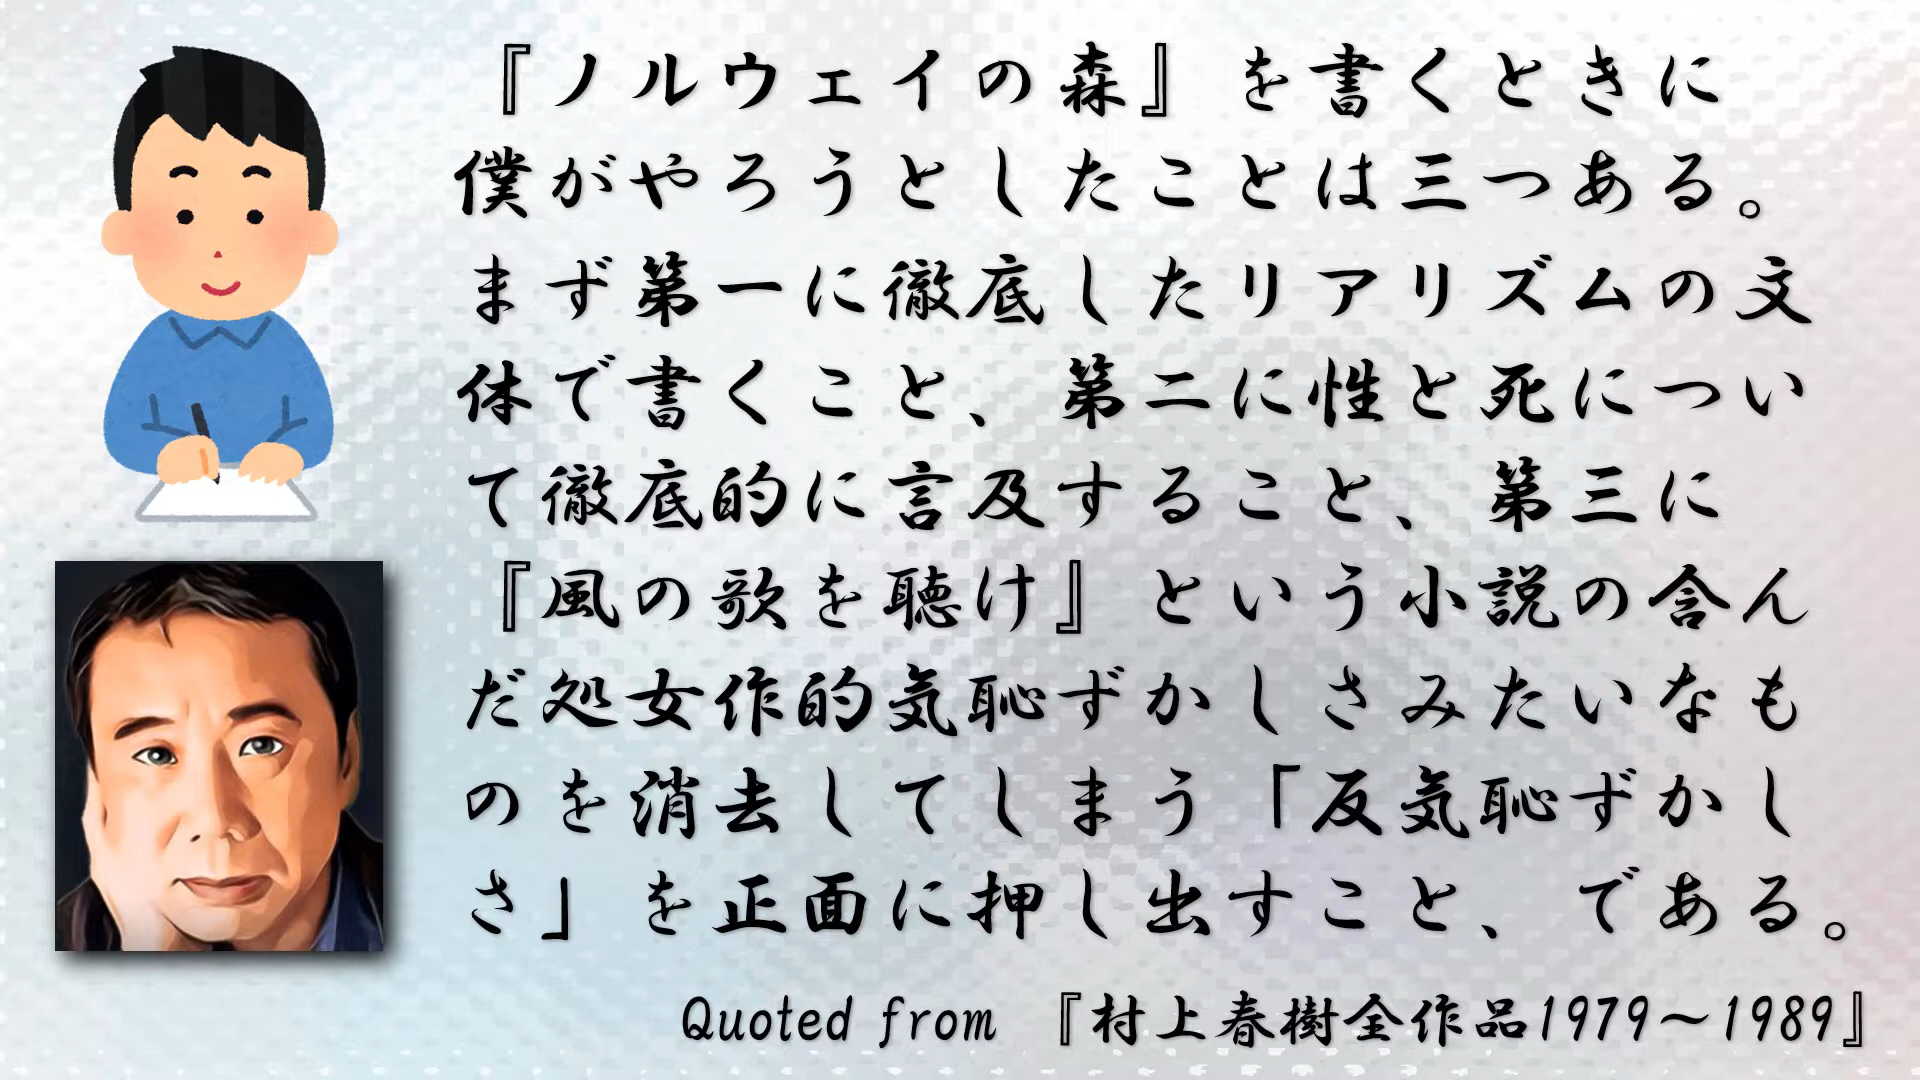 『ノルウェイの森』を書くときに
僕がやろうとしたことは三つある。
まず第一に徹底したリアリズムの文
体で書くこと、第二に性と死につい
て徹底的に言及すること、第三に
『風の歌を聴け』という小説の含ん
だ処女作的気恥ずかしさみたいなも
のを消去してしまう「反気恥ずかし
さ」を正面に押し出すこと、である。
Quoted from 『村上春樹全作品1979～1989』